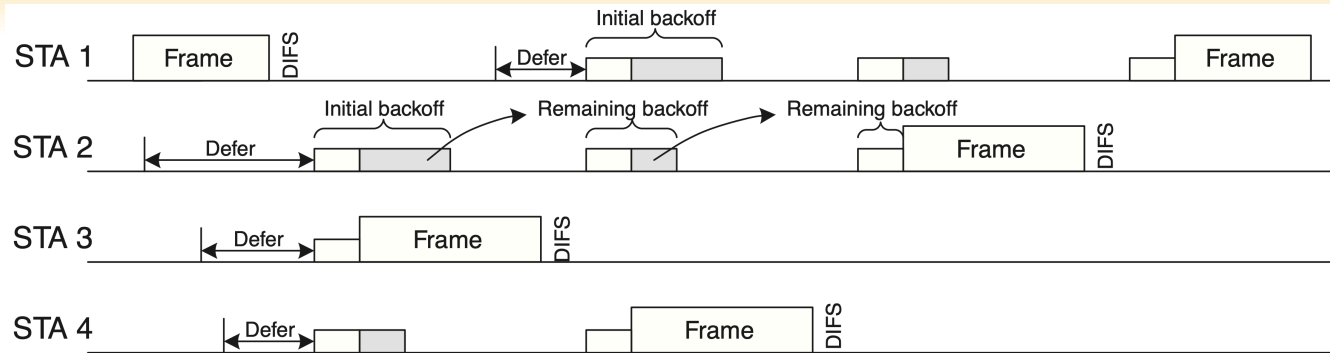 Initial backoff
STA 1 Frame DIFS Defer Frame
Initial backoff Remaining backoff Remaining backoff
STA 2 Defer Frame DIFS
STA 3 Defer Frame DIFS
STA 4 Defer Frame DIFS